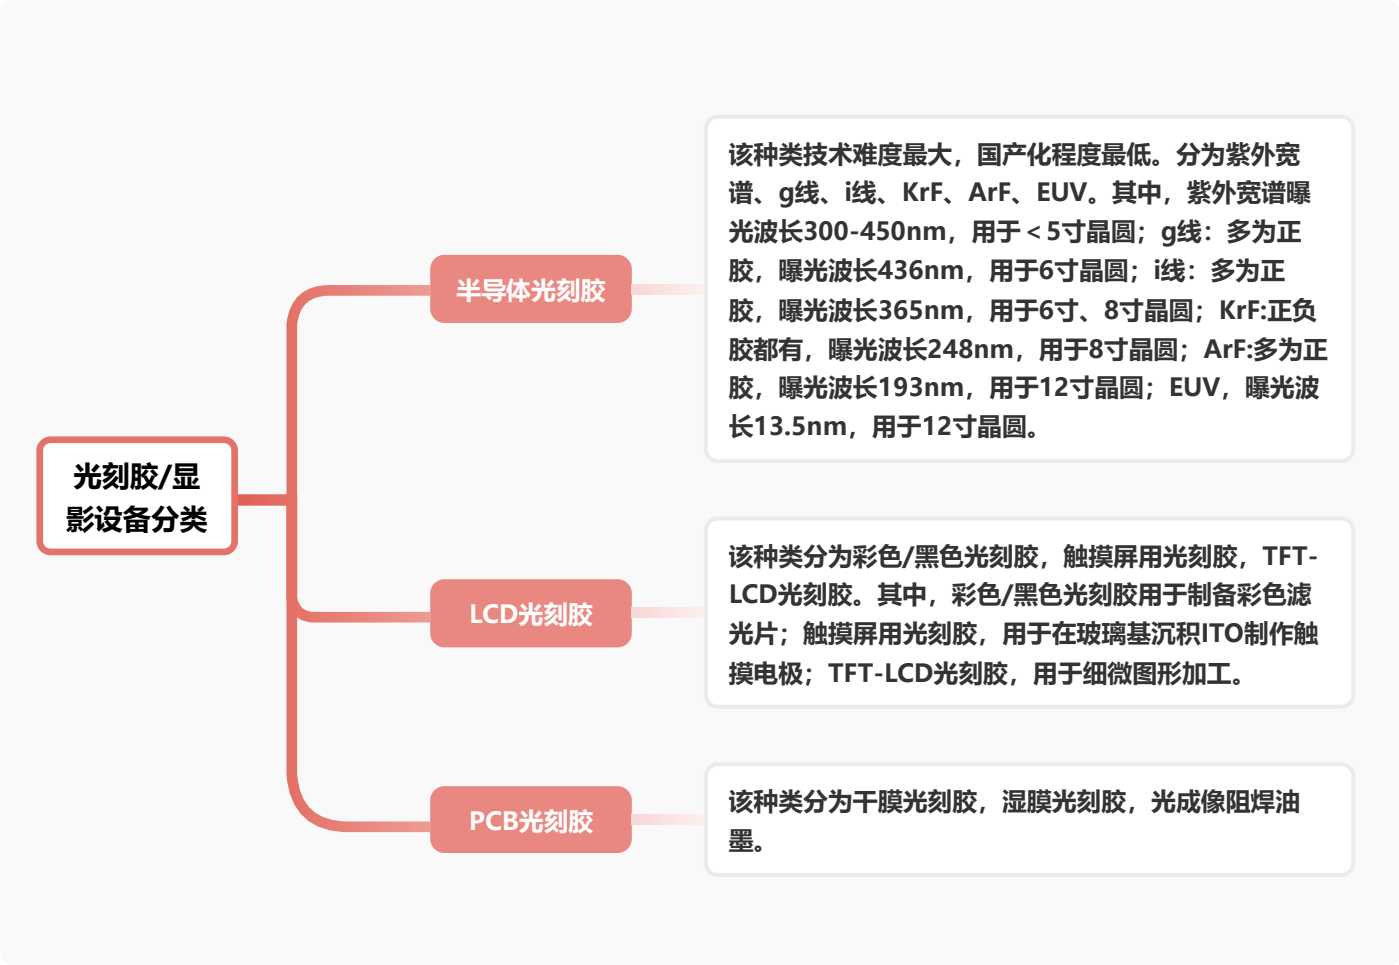 光刻胶/显
影设备分类
半导体光刻胶
该种类技术难度最大，国产化程度最低。分为紫外宽
谱、g线、i线、KrF、ArF、EUV。其中，紫外宽谱曝
光波长300-450nm，用于＜5寸晶圆；g线：多为正
胶，曝光波长436nm，用于6寸晶圆；i线：多为正
胶，曝光波长365nm，用于6寸、8寸晶圆；KrF:正负
胶都有，曝光波长248nm，用于8寸晶圆；ArF:多为正
胶，曝光波长193nm，用于12寸晶圆；EUV，曝光波
长13.5nm，用于12寸晶圆。
LCD光刻胶
该种类分为彩色/黑色光刻胶，触摸屏用光刻胶，TFT-
LCD光刻胶。其中，彩色/黑色光刻胶用于制备彩色滤
光片；触摸屏用光刻胶，用于在玻璃基沉积ITO制作触
摸电极；TFT-LCD光刻胶，用于细微图形加工。
PCB光刻胶
该种类分为干膜光刻胶，湿膜光刻胶，光成像阻焊油
墨。